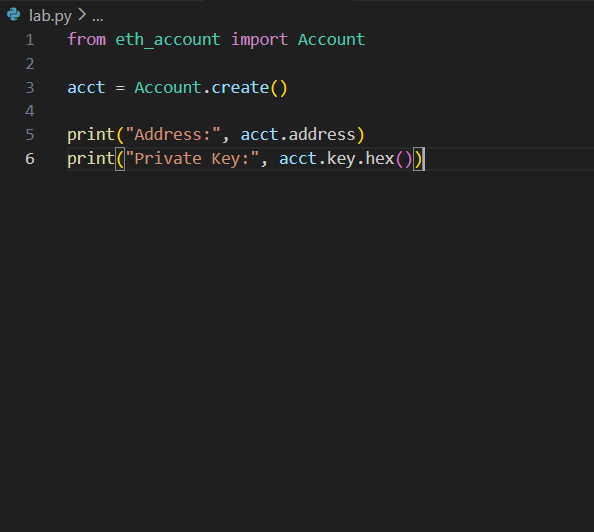 lab.py > ...
1 from eth_account import Account
2
3 acct = Account.create()
4
5 print("Address:", acct.address)
6 print("Private Key:", acct.key.hex())